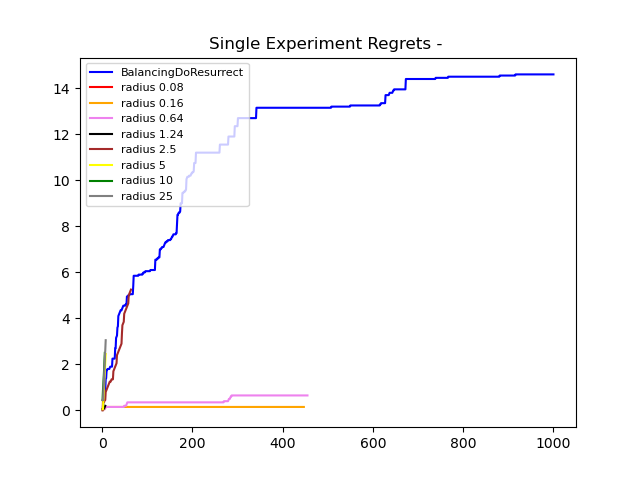 Single Experiment Regrets -
14
12
10
8
6
4
2
0
BalancingDoResurrect
radius 0.08
radius 0.16
radius 0.64
radius 1.24
radius 2.5
radius 5
radius 10
radius 25
0 200 400 600 800 1000